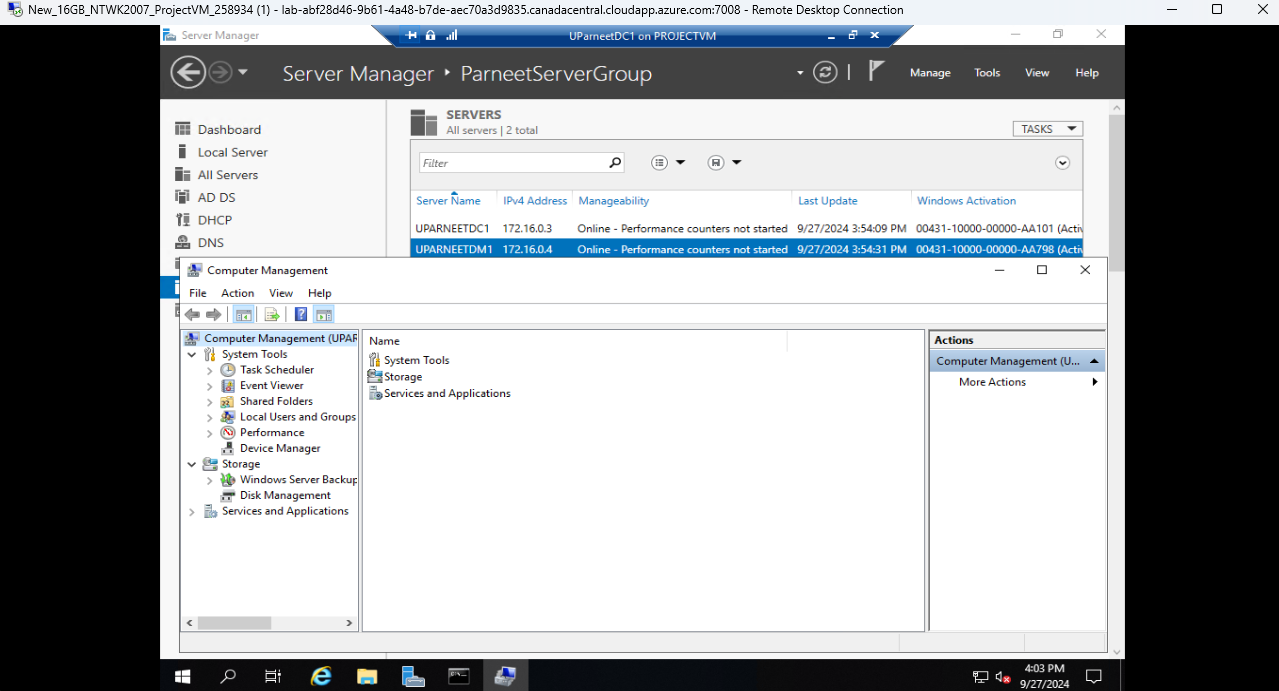 New_16GB_NTWK2007_ProjectVM_258934 (1) - lab-abf28d46-9b61-4a48-b7de-aec70a3d9835.canadacentral.cloudapp.azure.com:7008 - Remote Desktop Connection
Server Manager
UParneetDC1 on PROJECTVM
Server Manager ‣ ParneetServerGroup
Manage Tools View Help
Dashboard
Local Server
All Servers
AD DS
DHCP
DNS
SERVERS
All servers | 2 total
TASKS
Filter
Server Name IPv4 Address Manageability Last Update Windows Activation
UPARNEETDC1 172.16.0.3 Online - Performance counters not started 9/27/2024 3:54:09 PM 00431-10000-00000-AA101 (Activ
UPARNEETDM1 172.16.0.4 Online - Performance counters not started 9/27/2024 3:54:31 PM 00431-10000-00000-AA798 (Activ
Computer Management
File Action View Help
Computer Management (UPAR
System Tools
Task Scheduler
Event Viewer
Shared Folders
Local Users and Groups
Performance
Device Manager
Storage
Windows Server Backup
Disk Management
Services and Applications
Name
System Tools
Storage
Services and Applications
Actions
Computer Management (U...
More Actions
4:03 PM
9/27/2024